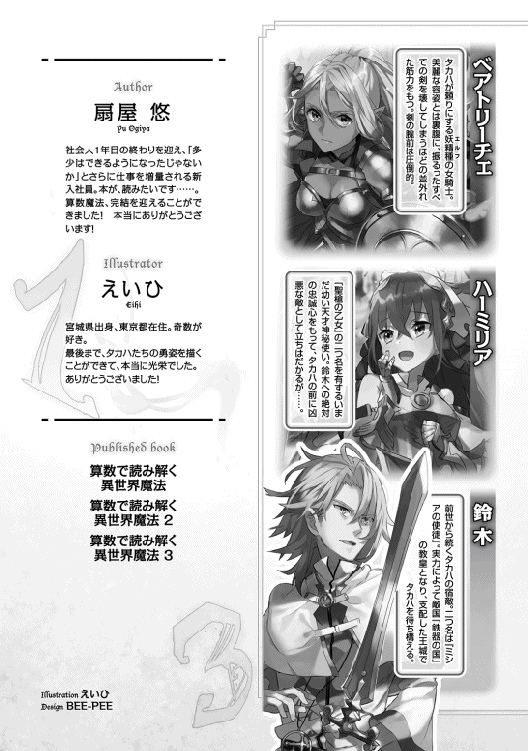 ベアトリーチェ
タカハが頼りにする妖精種の女騎士。
エルフ
美麗な容姿とは裏腹に、振るったすべ
ての剣を壊してしまうほどの並外れ
た筋力をもつ。剣の腕前は圧倒的。
ハーミリア
「聖槍の乙女」の二つ名を有するいま
だ幼い天才神秘使い。鈴木への絶対
の忠誠心をもって、タカハの前に凶
悪な敵として立ちはだかるが……。
鈴木
前世から続くタカハの宿敵。二つ名は「ミシ
アの使徒」。実力によって敵国「鉄器の国」
の教皇となり、支配した王城で
タカハを待ち構える。
Author
扇屋 悠
Yu Ogiya
社会人1年目の終わりを迎え、「多
少はできるようになったじゃない
か」とさらに仕事を増量される新
入社員。本が、読みたいです……。
算数魔法、完結を迎えることがで
きました! 本当にありがとうござ
います!
Illustrator
えいひ
Eihi
宮城県出身、東京都在住。奇数が
好き。
最後まで、タカハたちの勇姿を描く
ことができて、本当に光栄でした。
ありがとうございました!
Published book
算数で読み解く
異世界魔法
算数で読み解く
異世界魔法 2
算数で読み解く
異世界魔法 3
1
3
Illustration えいひ
Design BEE-PEE